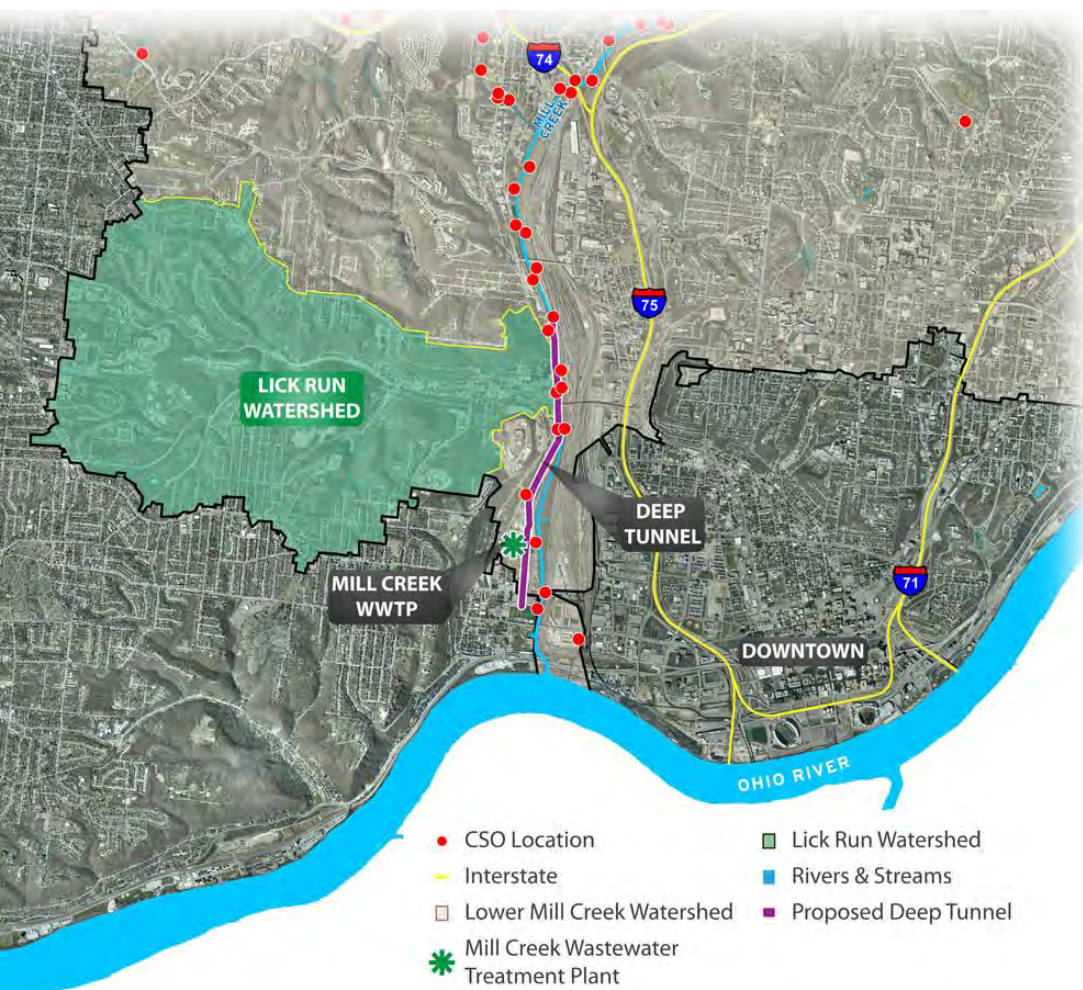 74
MILL
CREEK
75
LICK RUN
WATERSHED
DEEP
TUNNEL
MILL CREEK
WWTP
71
DOWNTOWN
OHIO RIVER
CSO Location
Interstate
Lower Mill Creek Watershed
Mill Creek Wastewater
Treatment Plant
Lick Run Watershed
Rivers & Streams
Proposed Deep Tunnel